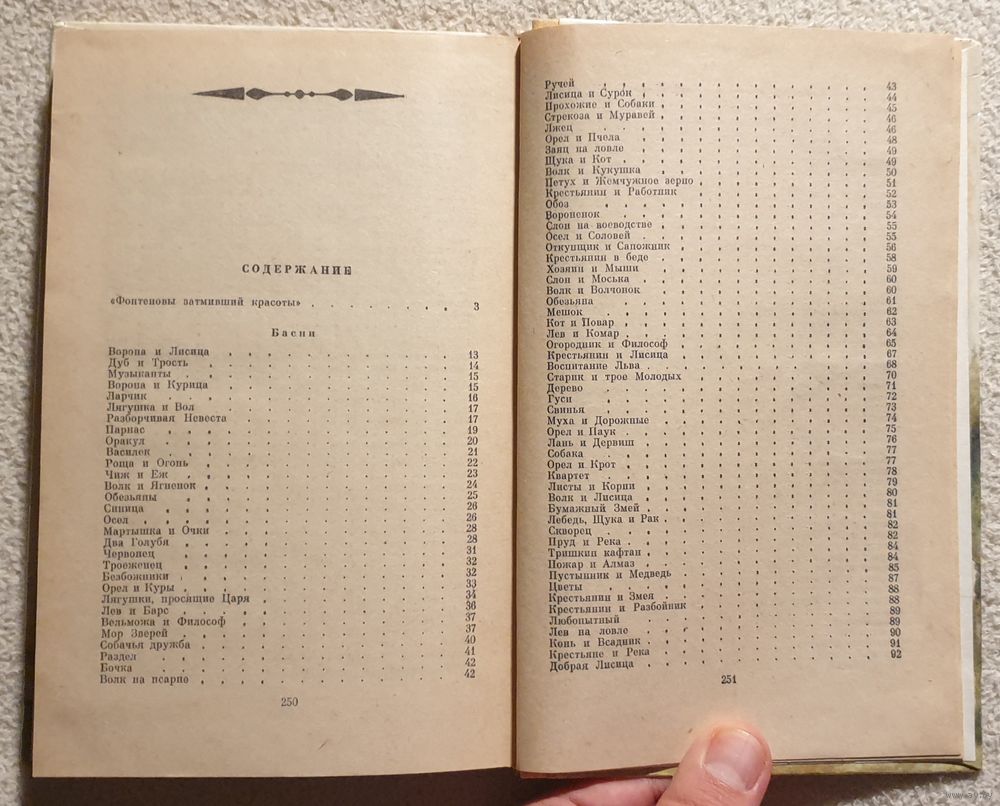 СОДЕРЖАНИЕ
«Фонтеновы затмивший красоты» . . . . 3
Басни
Ворона и Лисица 13
Дуб и Трость 14
Музыканты 15
Ворона и Курица 15
Ларчик 16
Лягушка и Вол 17
Разборчивая Невеста 17
Парнас 19
Оракул 20
Василек 21
Роща и Огонь 22
Чиж и Еж 23
Волк и Ягненок 24
Обезьяны 25
Синица 26
Осел 26
Мартышка и Очки 28
Два Голубя 28
Червонец 31
Троеженец 32
Безбожники 32
Орел и Куры 33
Лягушки, просящие Царя 34
Лев и Барс 36
Вельможа и Философ 37
Мор Зверей 37
Собачья дружба 40
Раздел 41
Бочка 42
Волк на псарне 42
250
Ручей 43
Лисица и Сурок 44
Прохожие и Собаки 45
Стрекоза и Муравей 46
Лжец 46
Орел и Пчела 48
Заяц на ловле 49
Щука и Кот 49
Волк и Кукушка 50
Петух и Жемчужное зерно 51
Крестьянин и Работник 52
Обоз 53
Вороненок 54
Слон на воеводстве 55
Осел и Соловей 55
Откупщик и Сапожник 56
Крестьянин в беде 58
Хозяин и Мыши 59
Слон и Моська 60
Волк и Волчонок 60
Обезьяна 61
Мешок 62
Кот и Повар 63
Лев и Комар 64
Огородник и Философ 65
Крестьянин и Лисица 67
Воспитание Льва 68
Старик и трое Молодых 70
Дерево 71
Гуси 72
Свинья 73
Муха и Дорожные 74
Орел и Паук 75
Лань и Дервиш 76
Собака 77
Орел и Крот 77
Квартет 78
Листы и Корни 79
Волк и Лисица 80
Бумажный Змей 81
Лебедь, Щука и Рак 81
Скворец 82
Пруд и Река 82
Тришкин кафтан 84
Пожар и Алмаз 84
Пустынник и Медведь 85
Цветы 87
Крестьянин и Змея 88
Крестьянин и Разбойник 88
Любопытный 89
Лев на ловле 89
Конь и Всадник 90
Крестьяне и Река 91
Добрая Лисица 92
251